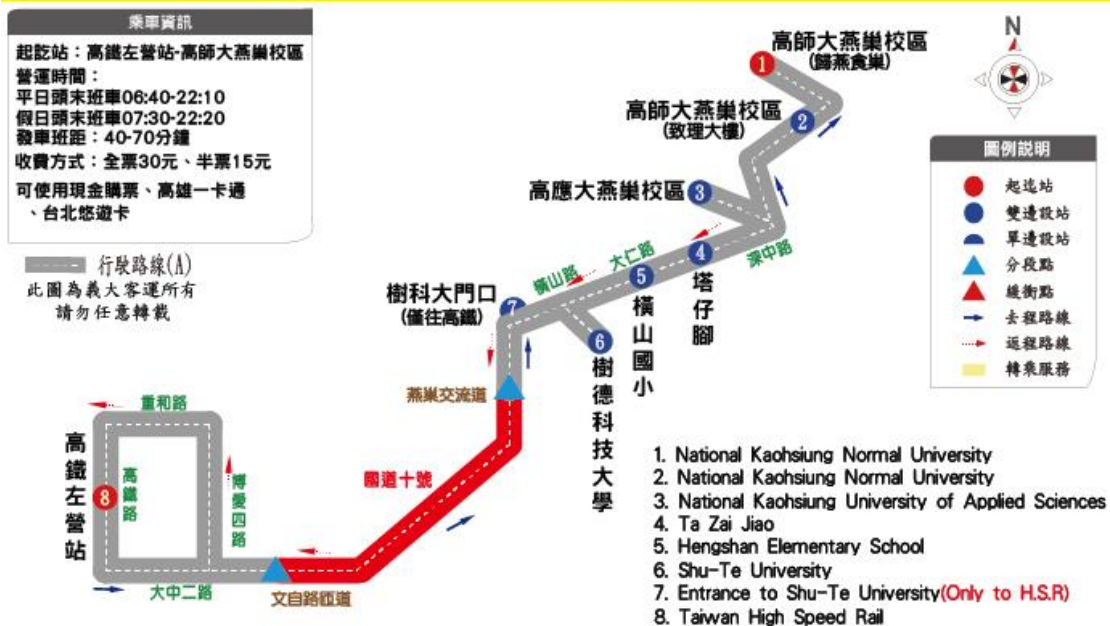 乘車資訊
起訖站：高鐵左營站-高師大燕巢校區
營運時間：
平日頭末班車06:40-22:10
假日頭末班車07:30-22:20
發車班距：40-70分鐘
收費方式：全票30元、半票15元
可使用現金購票、高雄一卡通
、台北悠遊卡
行駛路線(A)
此圖為義大客運所有
請勿任意轉載
N
圖例説明
起迄站
雙邊設站
單邊設站
分段點
緩衝點
去程路線
返程路線
轉乘服務
高師大燕巢校區
(歸燕食巢)
1
高師大燕巢校區
(致理大樓)
2
高應大燕巢校區
3
4
塔仔腳
深中路
大仁路
5
橫山國小
橫山路
6
樹德科技大學
樹科大門口
(僅往高鐵)
7
燕巢交流道
國道十號
文自路匝道
大中二路
博愛四路
重和路
高鐵路
8
高鐵左營站
1. National Kaohsiung Normal University
2. National Kaohsiung Normal University
3. National Kaohsiung University of Applied Sciences
4. Ta Zai Jiao
5. Hengshan Elementary School
6. Shu-Te University
7. Entrance to Shu-Te University(Only to H.S.R)
8. Taiwan High Speed Rail